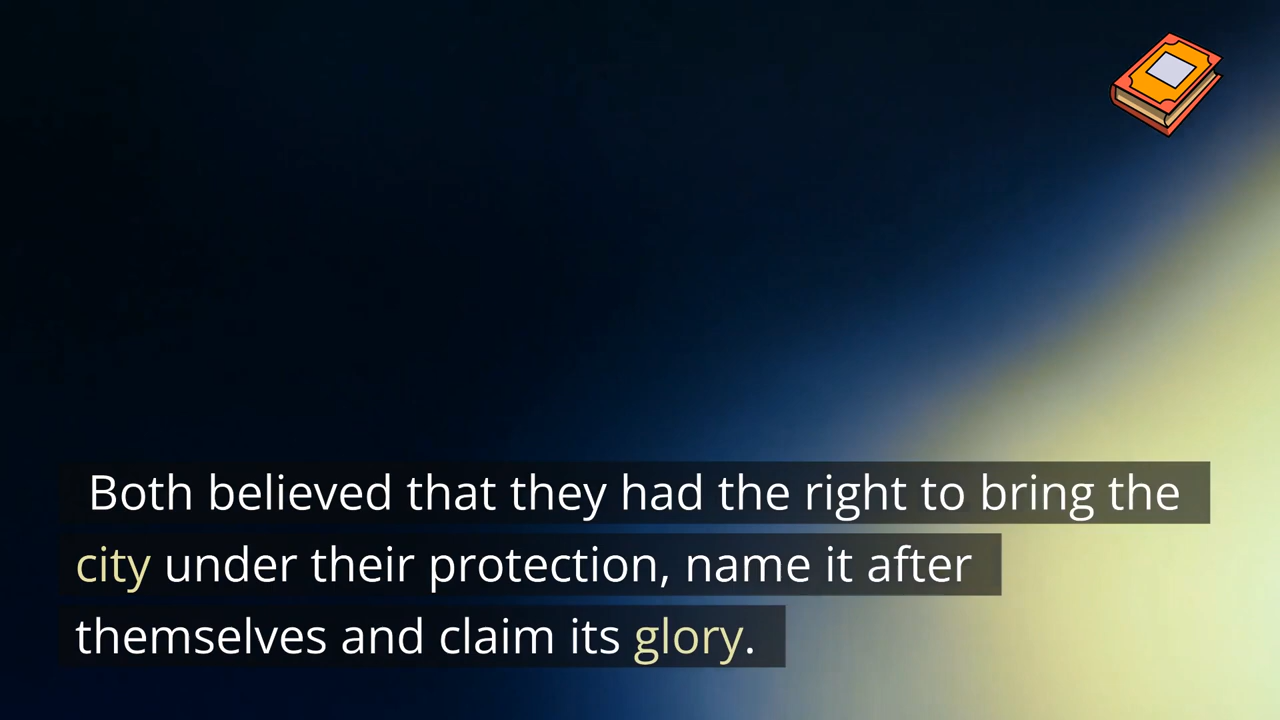 Both believed that they had the right to bring the
city under their protection, name it after
themselves and claim its glory.